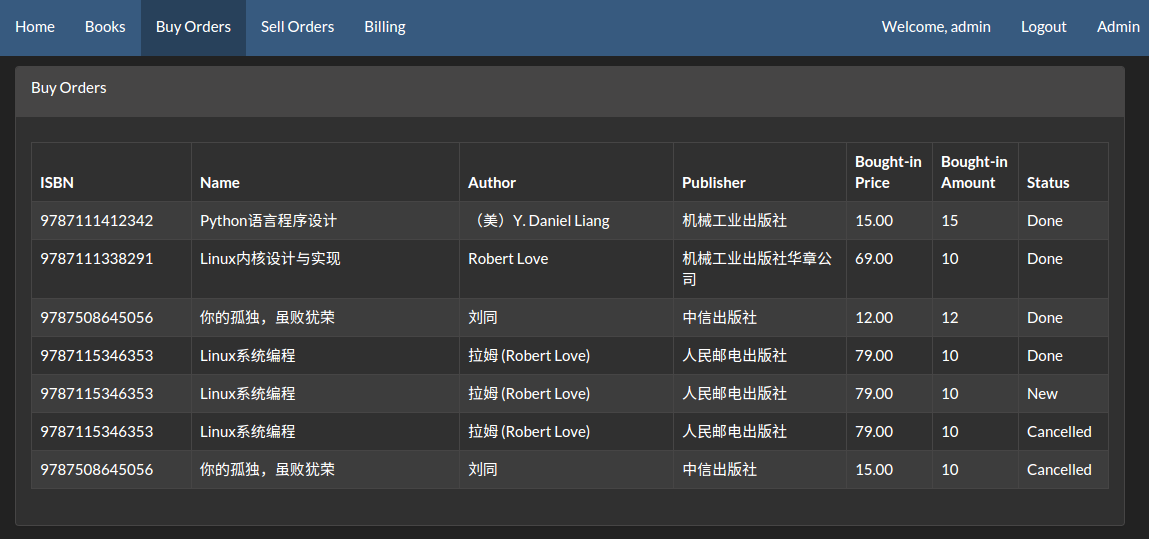 Home Books Buy Orders Sell Orders Billing Welcome, admin Logout Admin
Buy Orders
ISBN Name Author Publisher Bought-in Price Bought-in Amount Status
9787111412342 Python语言程序设计 （美）Y. Daniel Liang 机械工业出版社 15.00 15 Done
9787111338291 Linux内核设计与实现 Robert Love 机械工业出版社华章公司 69.00 10 Done
9787508645056 你的孤独，虽败犹荣 刘同 中信出版社 12.00 12 Done
9787115346353 Linux系统编程 拉姆 (Robert Love) 人民邮电出版社 79.00 10 Done
9787115346353 Linux系统编程 拉姆 (Robert Love) 人民邮电出版社 79.00 10 New
9787115346353 Linux系统编程 拉姆 (Robert Love) 人民邮电出版社 79.00 10 Cancelled
9787508645056 你的孤独，虽败犹荣 刘同 中信出版社 15.00 10 Cancelled